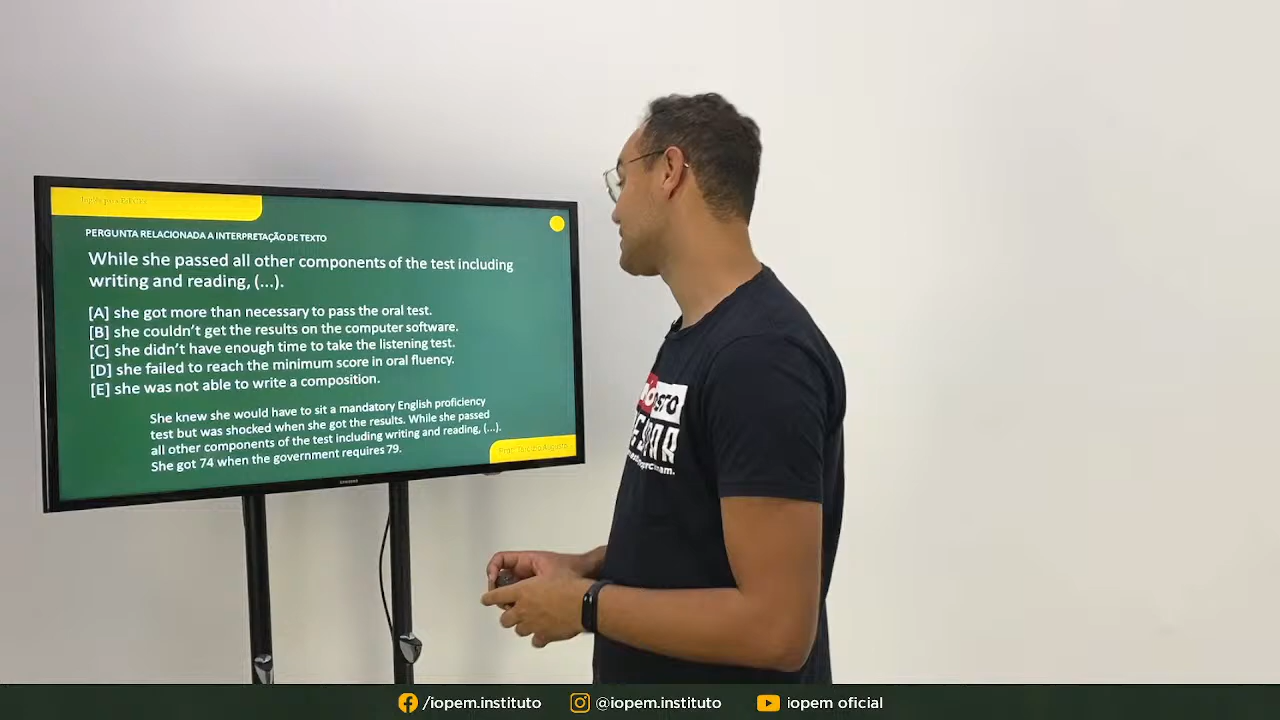 PERGUNTA RELACIONADA A INTERPRETAÇÃO DE TEXTO
While she passed all other components of the test including
writing and reading, (...).
[A] she got more than necessary to pass the oral test.
[B] she couldn't get the results on the computer software.
[C] she didn't have enough time to take the listening test.
[D] she failed to reach the minimum score in oral fluency.
[E] she was not able to write a composition.
She knew she would have to sit a mandatory English proficiency
test but was shocked when she got the results. While she passed
all other components of the test including writing and reading, (...).
She got 74 when the government requires 79.
SAMSUNG
/iopem.instituto
@iopem.instituto
iopem oficial